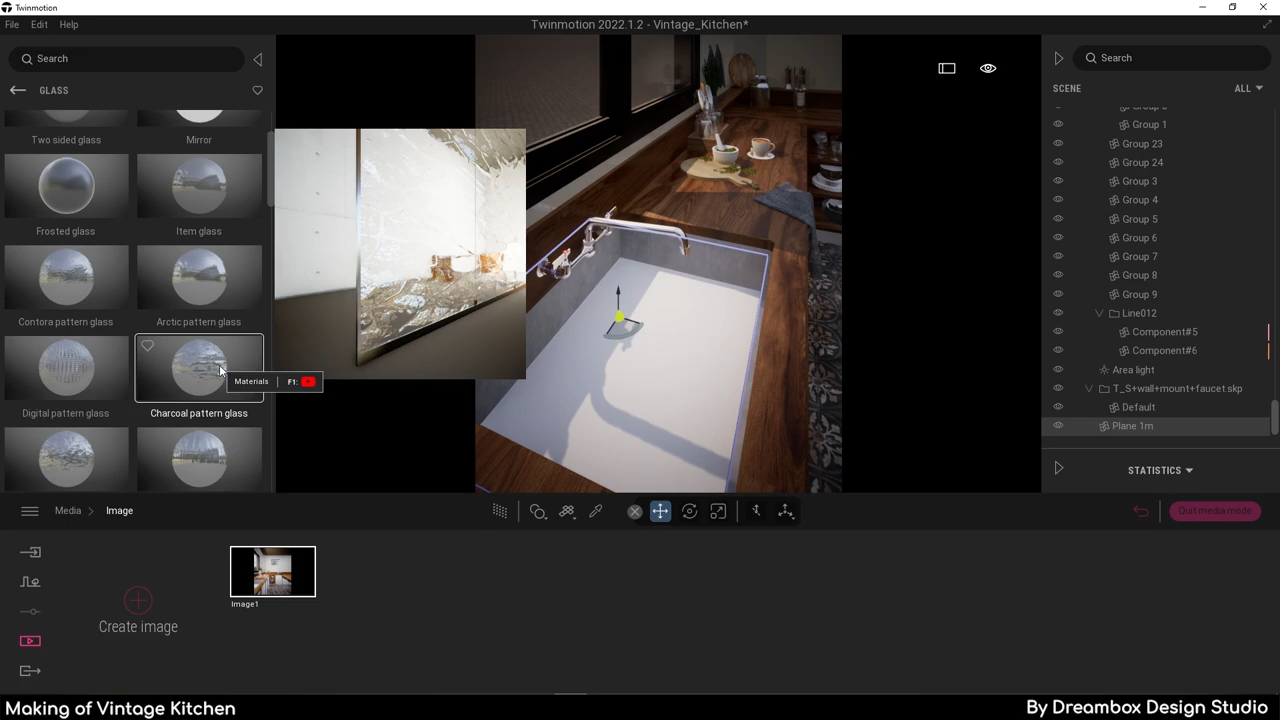 Twinmotion
File Edit Help
Twinmotion 2022.1.2 - Vintage_Kitchen*
Search
GLASS
Two sided glass
Mirror
Frosted glass
Item glass
Contora pattern glass
Arctic pattern glass
Digital pattern glass
Charcoal pattern glass
Materials F1:
Search
SCENE
ALL
Group 1
Group 23
Group 24
Group 3
Group 4
Group 5
Group 6
Group 7
Group 8
Group 9
Line012
Component#5
Component#6
Area light
T_S+wall+mount+faucet.skp
Default
Plane 1m
STATISTICS
Media
Image
Quit media mode
Create image
Image1
Making of Vintage Kitchen
By Dreambox Design Studio